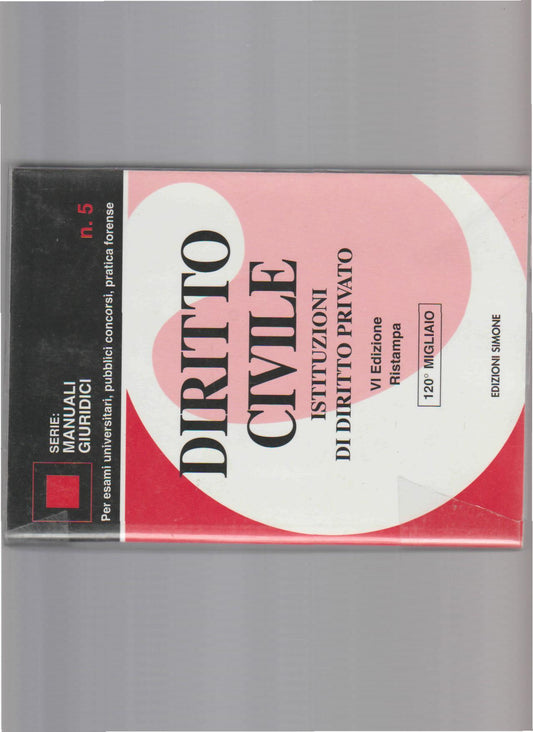 SERIE:
MANUALI
GIURIDICI
n. 5
Per esami universitari, pubblici concorsi, pratica forense
DIRITTO
CIVILE
ISTITUZIONI
DI DIRITTO PRIVATO
VI Edizione
Ristampa
120° MIGLIAIO
EDIZIONI SIMONE